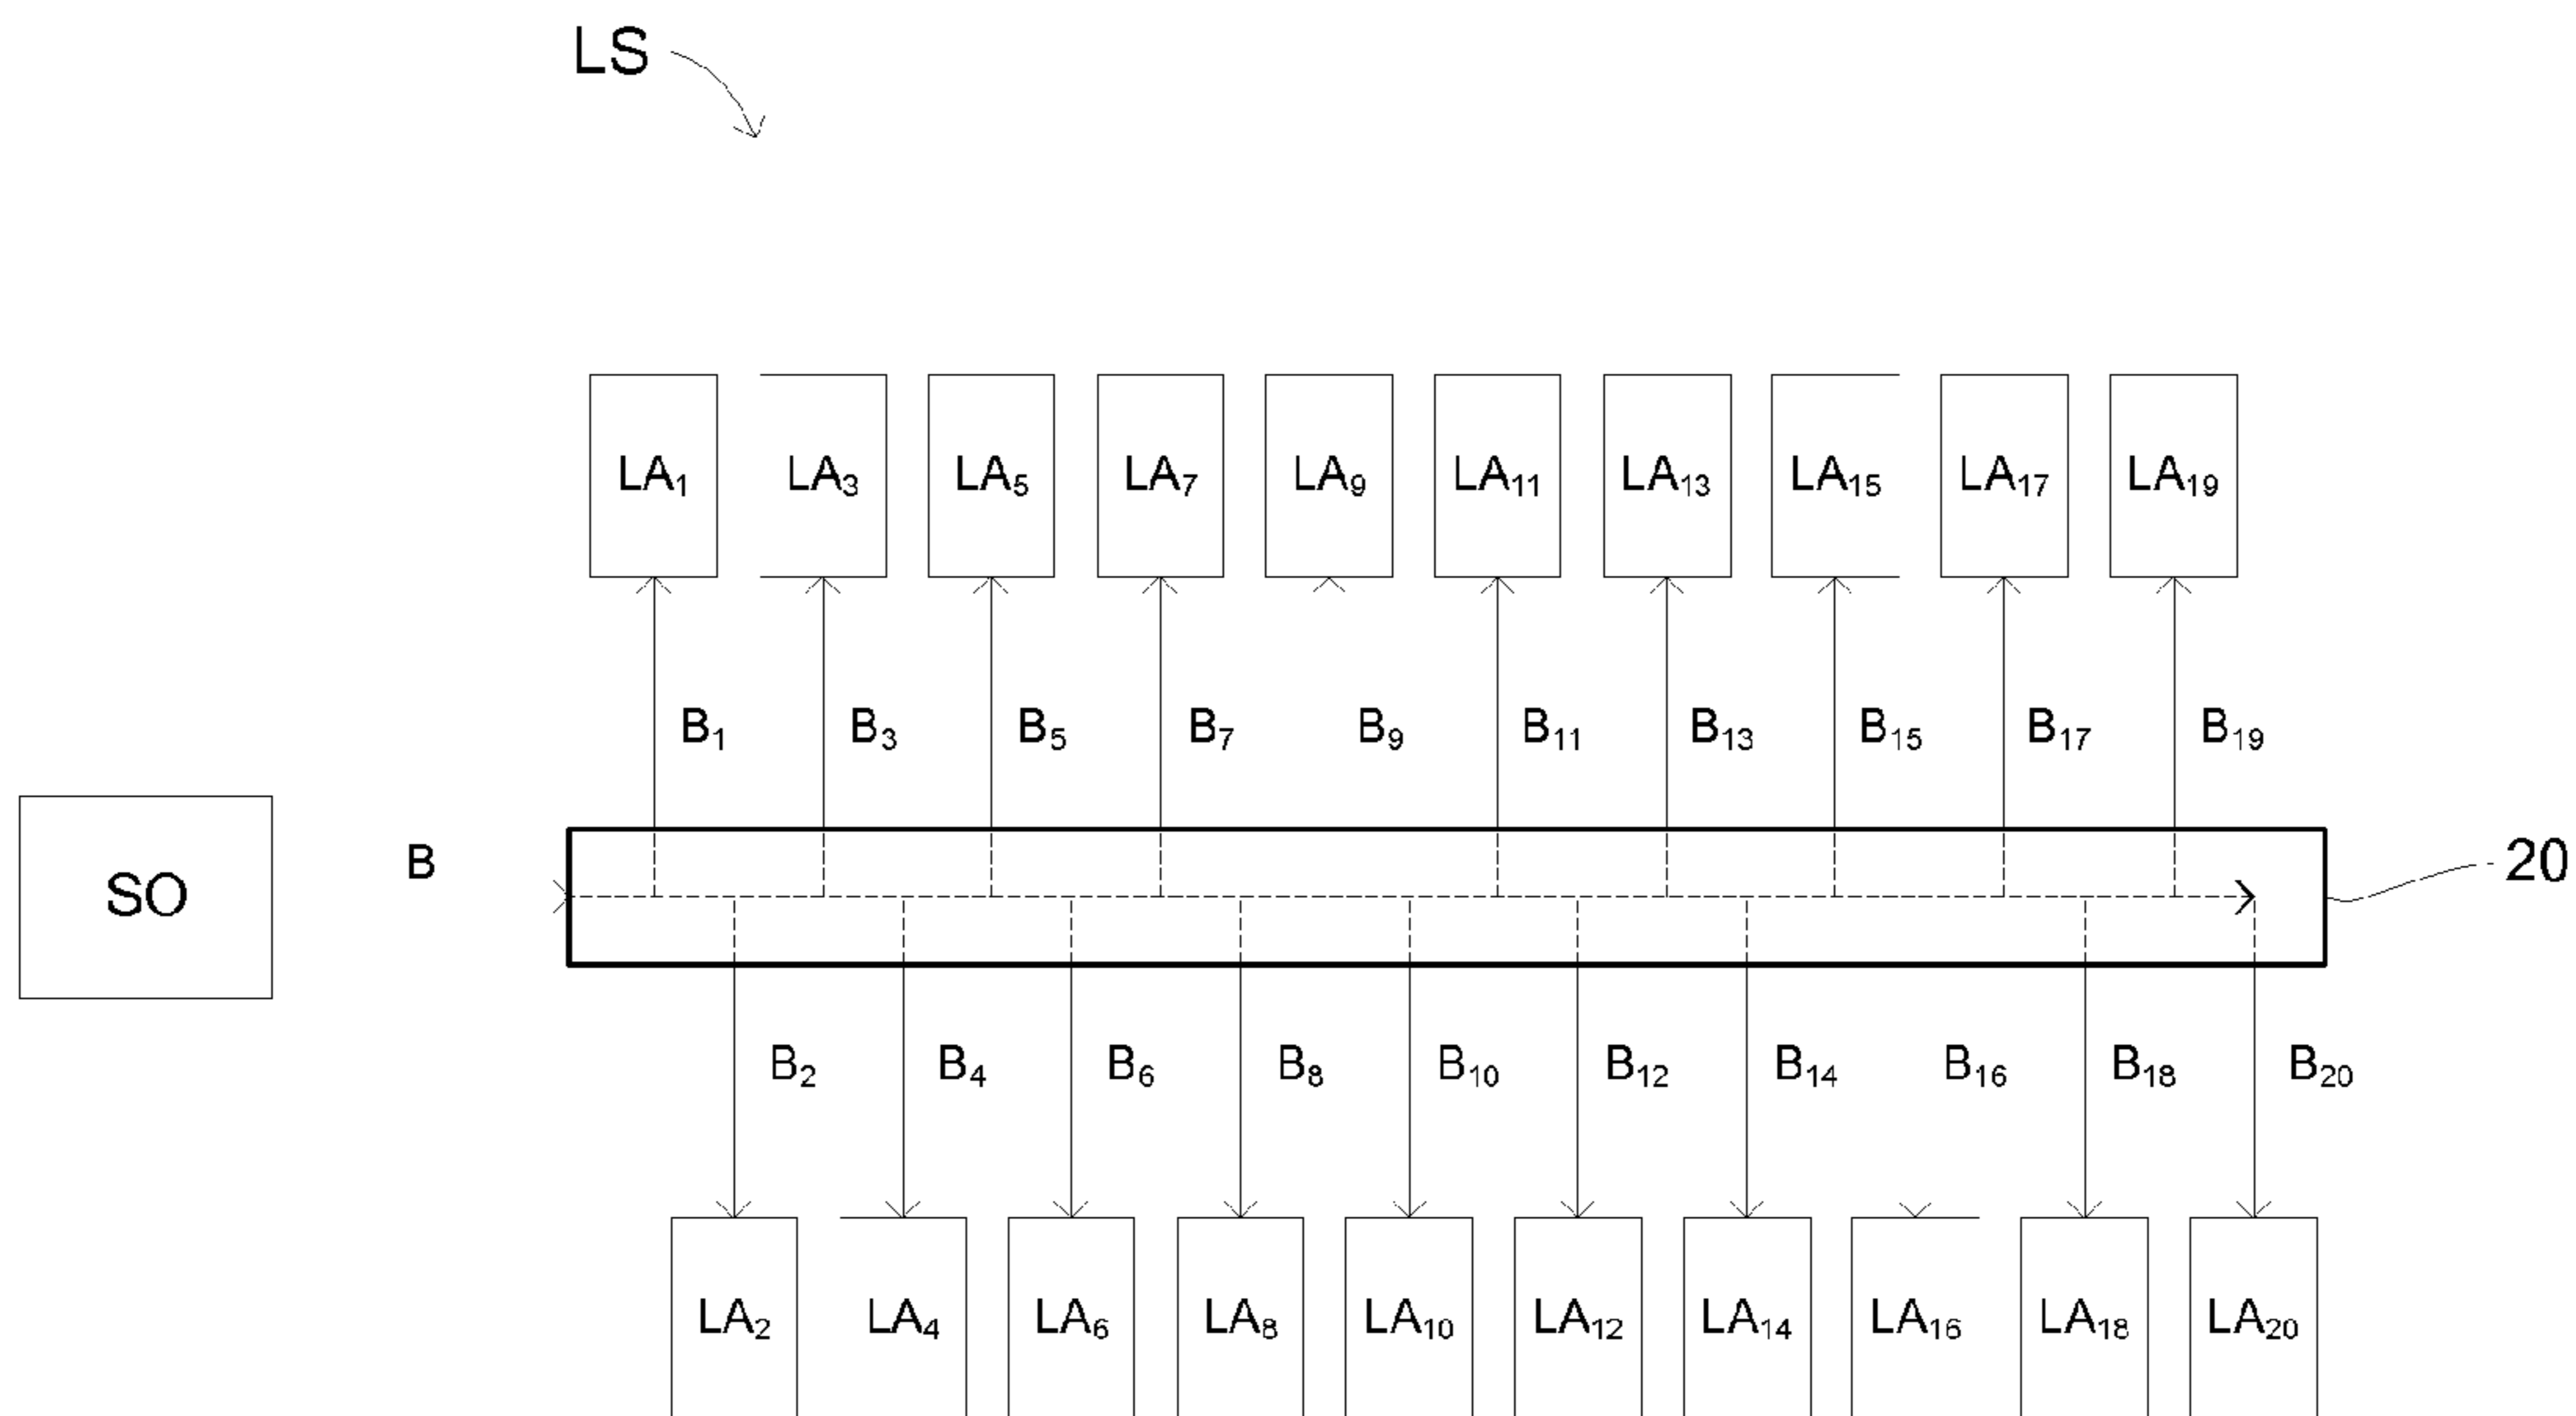 LS
LA₁ LA₃ LA₅ LA₇ LA₉ LA₁₁ LA₁₃ LA₁₅ LA₁₇ LA₁₉
B₁ B₃ B₅ B₇ B₉ B₁₁ B₁₃ B₁₅ B₁₇ B₁₉
SO B 20
B₂ B₄ B₆ B₈ B₁₀ B₁₂ B₁₄ B₁₆ B₁₈ B₂₀
LA₂ LA₄ LA₆ LA₈ LA₁₀ LA₁₂ LA₁₄ LA₁₆ LA₁₈ LA₂₀